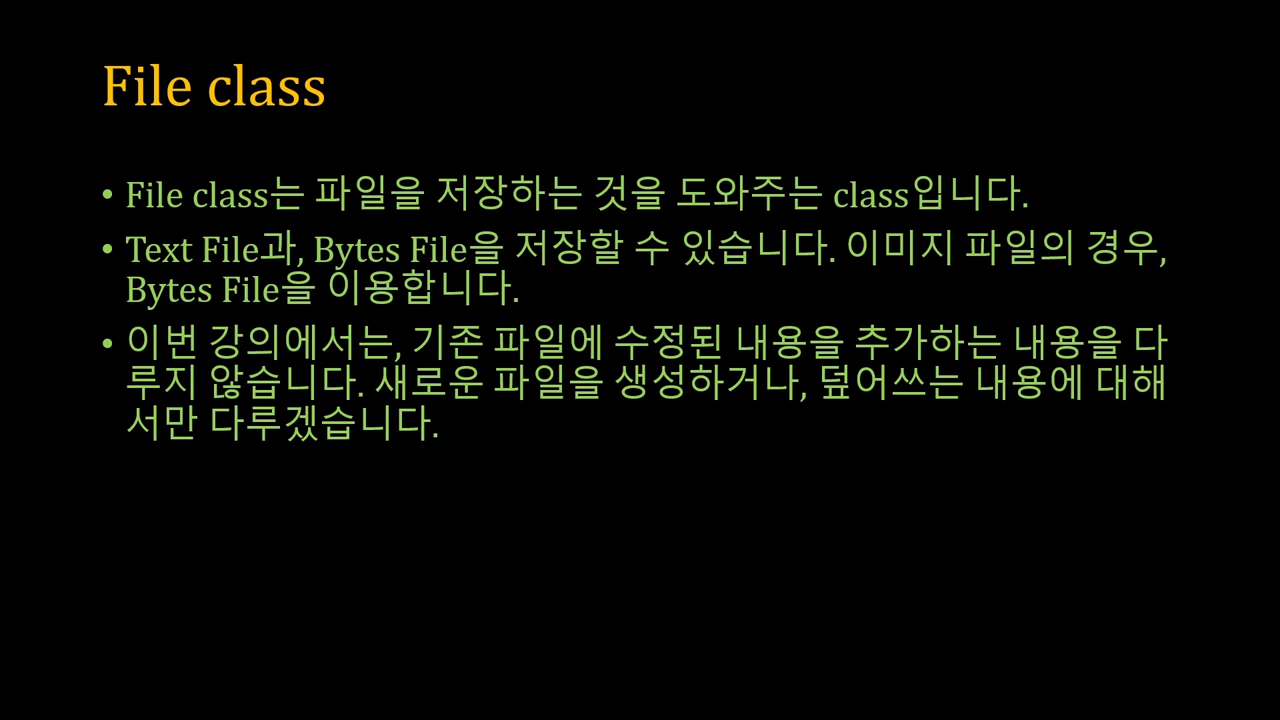 File class
• File class는 파일을 저장하는 것을 도와주는 class입니다.
• Text File과, Bytes File을 저장할 수 있습니다. 이미지 파일의 경우,
Bytes File을 이용합니다.
• 이번 강의에서는, 기존 파일에 수정된 내용을 추가하는 내용을 다
루지 않습니다. 새로운 파일을 생성하거나, 덮어쓰는 내용에 대해
서만 다루겠습니다.